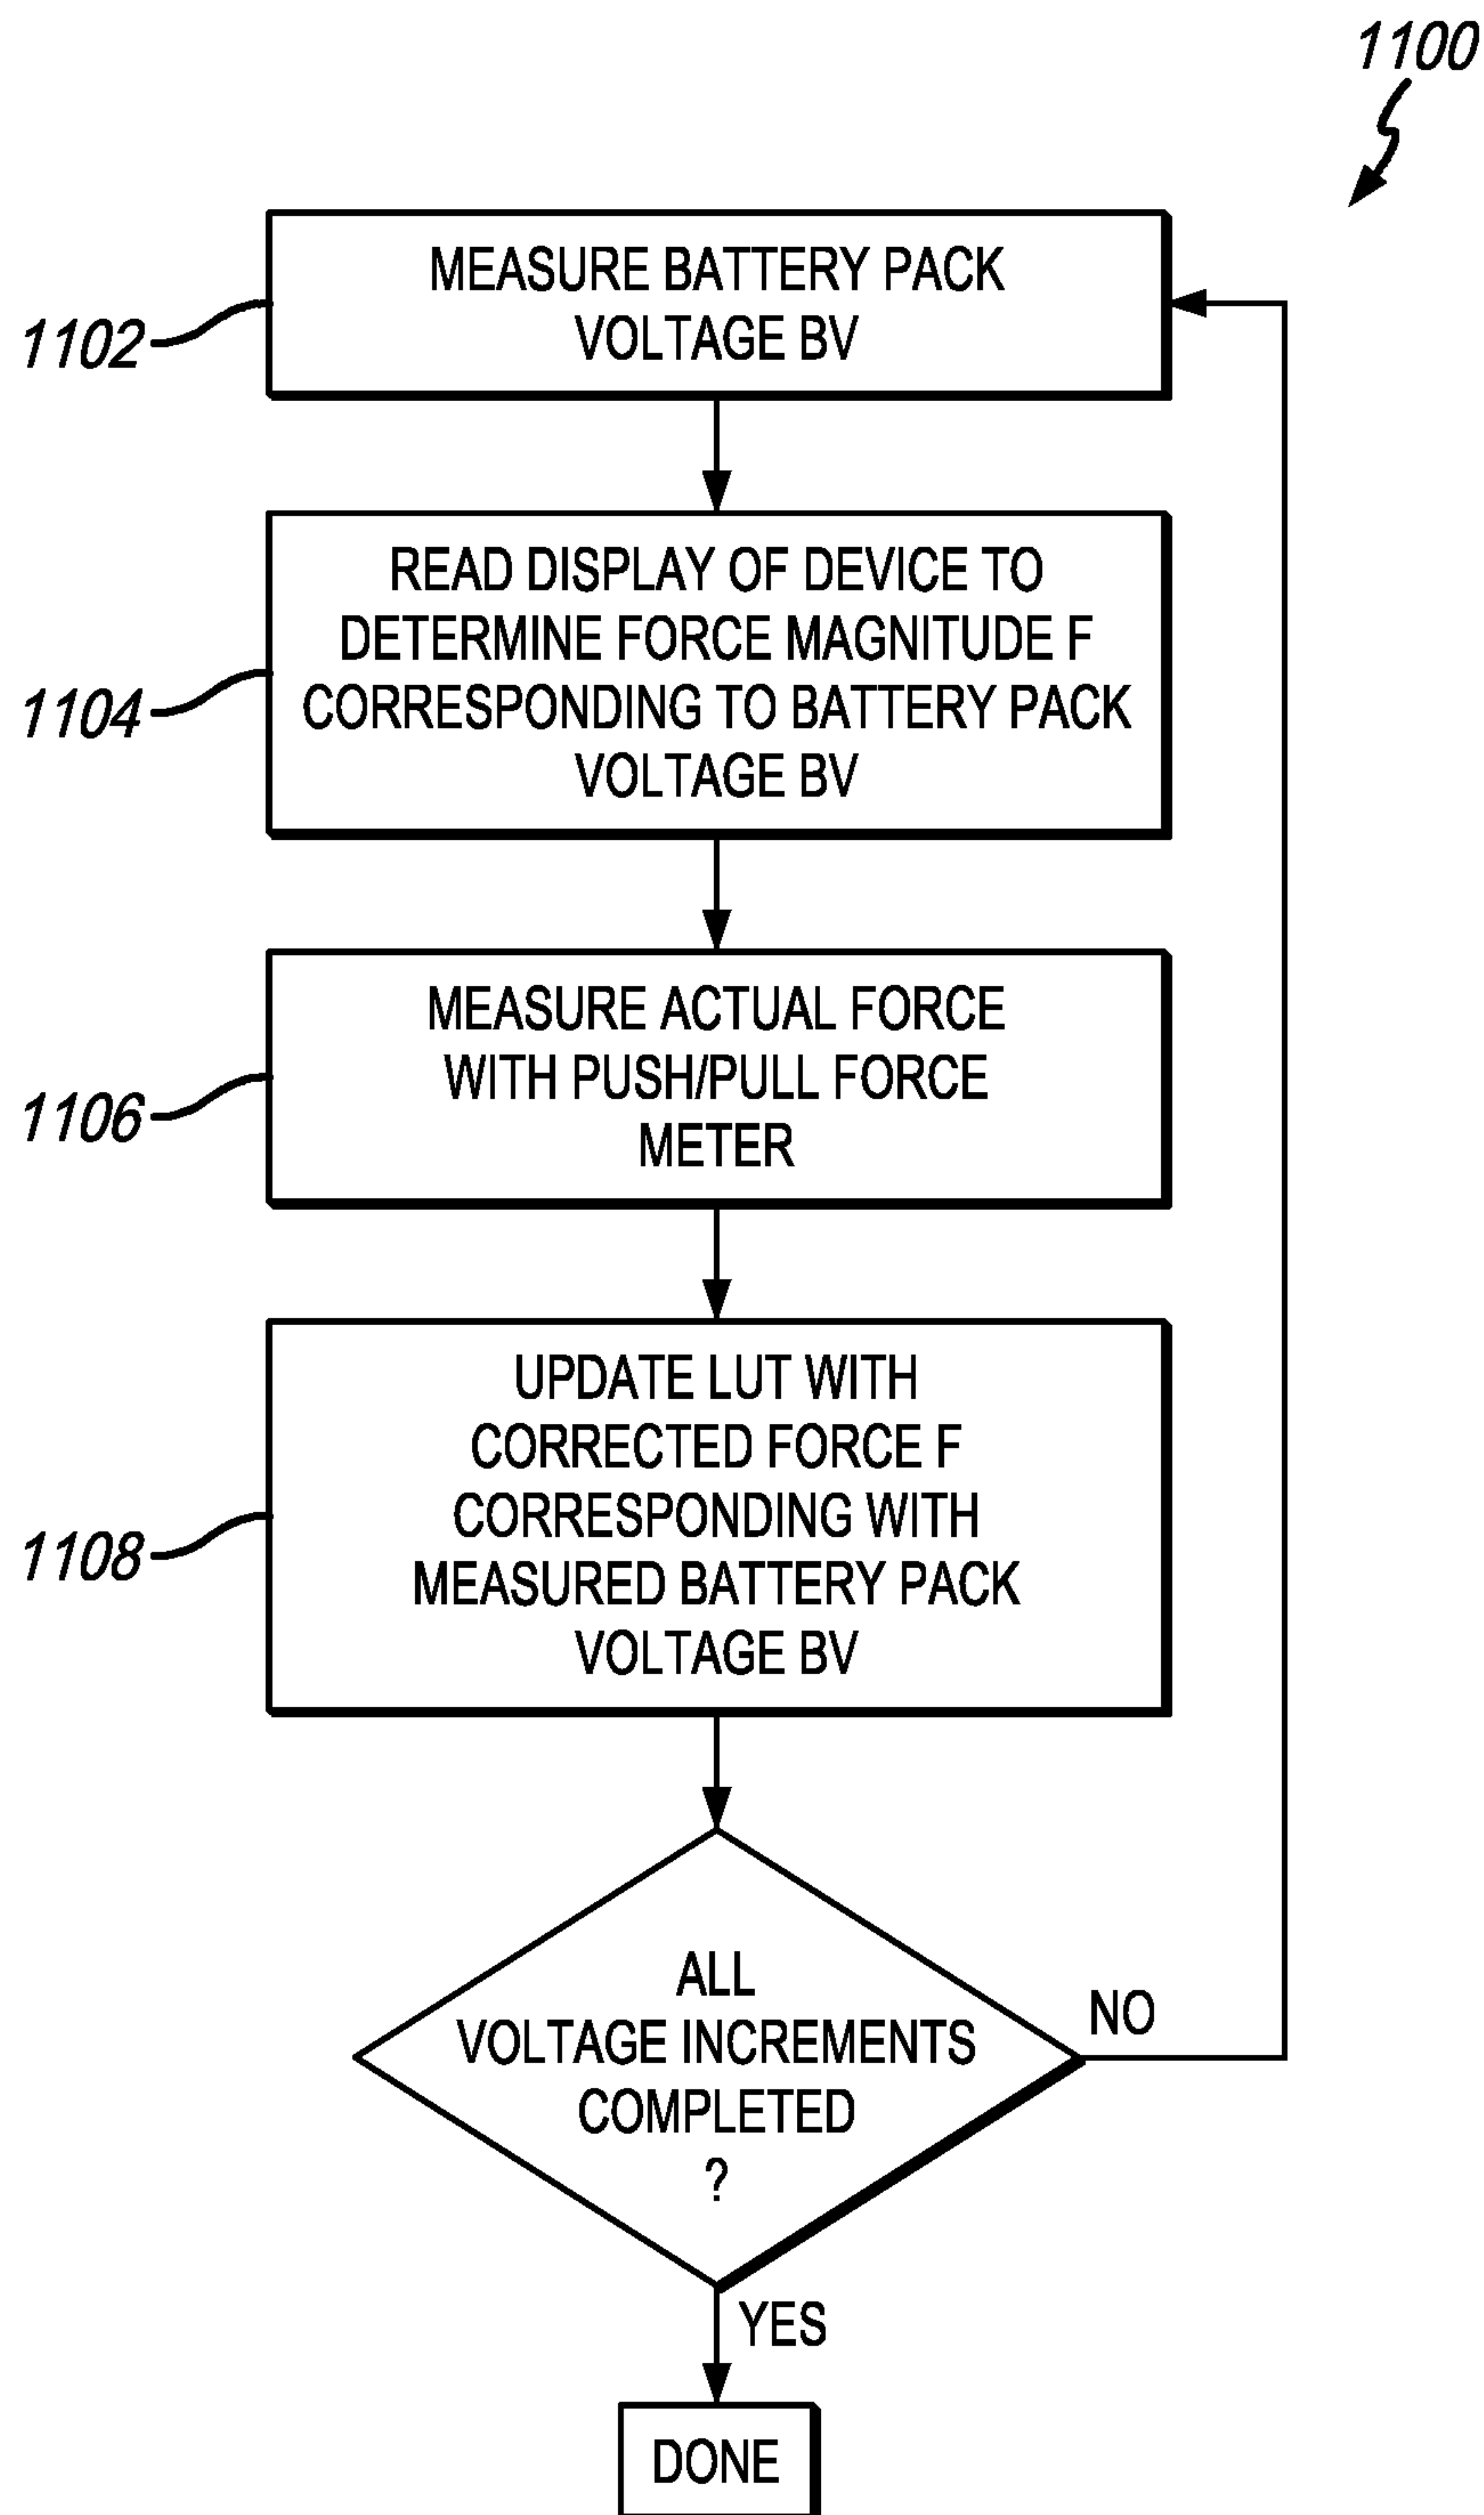 1100
MEASURE BATTERY PACK
VOLTAGE BV
1102
READ DISPLAY OF DEVICE TO
DETERMINE FORCE MAGNITUDE F
CORRESPONDING TO BATTERY PACK
VOLTAGE BV
1104
MEASURE ACTUAL FORCE
WITH PUSH/PULL FORCE
METER
1106
UPDATE LUT WITH
CORRECTED FORCE F
CORRESPONDING WITH
MEASURED BATTERY PACK
VOLTAGE BV
1108
ALL
VOLTAGE INCREMENTS
COMPLETED
?
NO
YES
DONE